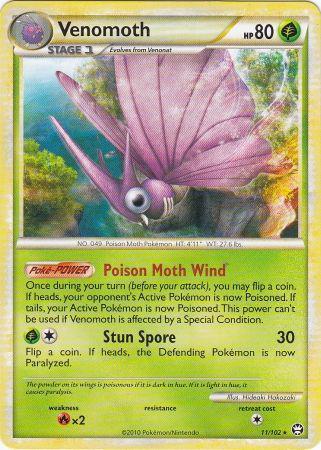 Venomoth
HP 80
STAGE 1 Evolves from Venonat
NO. 049 Poison Moth Pokémon HT: 4'11" WT: 27.6 lbs.
Poké-POWER Poison Moth Wind
Once during your turn (before your attack), you may flip a coin.
If heads, your opponent's Active Pokémon is now Poisoned. If
tails, your Active Pokémon is now Poisoned. This power can't
be used if Venomoth is affected by a Special Condition.
Stun Spore 30
Flip a coin. If heads, the Defending Pokémon is now
Paralyzed.
The powder on its wings is poisonous if it is dark in hue. If it is light in hue, it
causes paralysis.
Illus. Hideaki Hakozaki
weakness resistance retreat cost
×2
©2010 Pokémon/Nintendo
11/102 ★